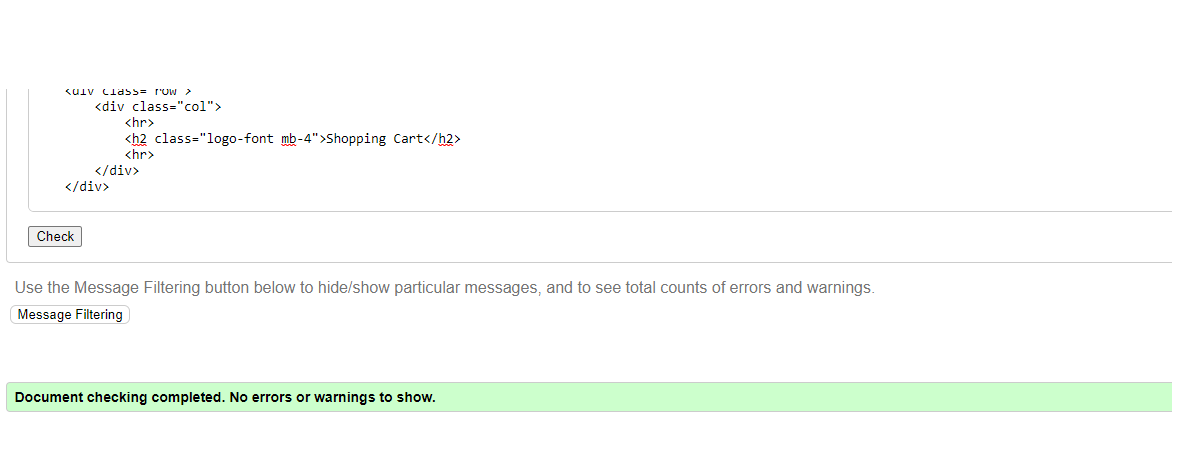 <div class="row">
<div class="col">
<hr>
<h2 class="logo-font mb-4">Shopping Cart</h2>
<hr>
</div>
</div>
Check
Use the Message Filtering button below to hide/show particular messages, and to see total counts of errors and warnings.
Message Filtering
Document checking completed. No errors or warnings to show.